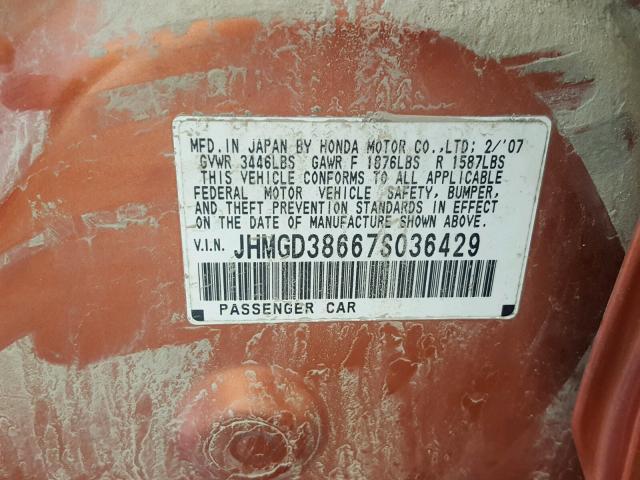 MFD. IN JAPAN BY HONDA MOTOR CO., LTD: 2/'07
GVWR 3446LBS GAWR F 1876LBS R 1587LBS
THIS VEHICLE CONFORMS TO ALL APPLICABLE
FEDERAL MOTOR VEHICLE SAFETY, BUMPER,
AND THEFT PREVENTION STANDARDS IN EFFECT
ON THE DATE OF MANUFACTURE SHOWN ABOVE.
V.I.N. JHMGD38667S036429
PASSENGER CAR